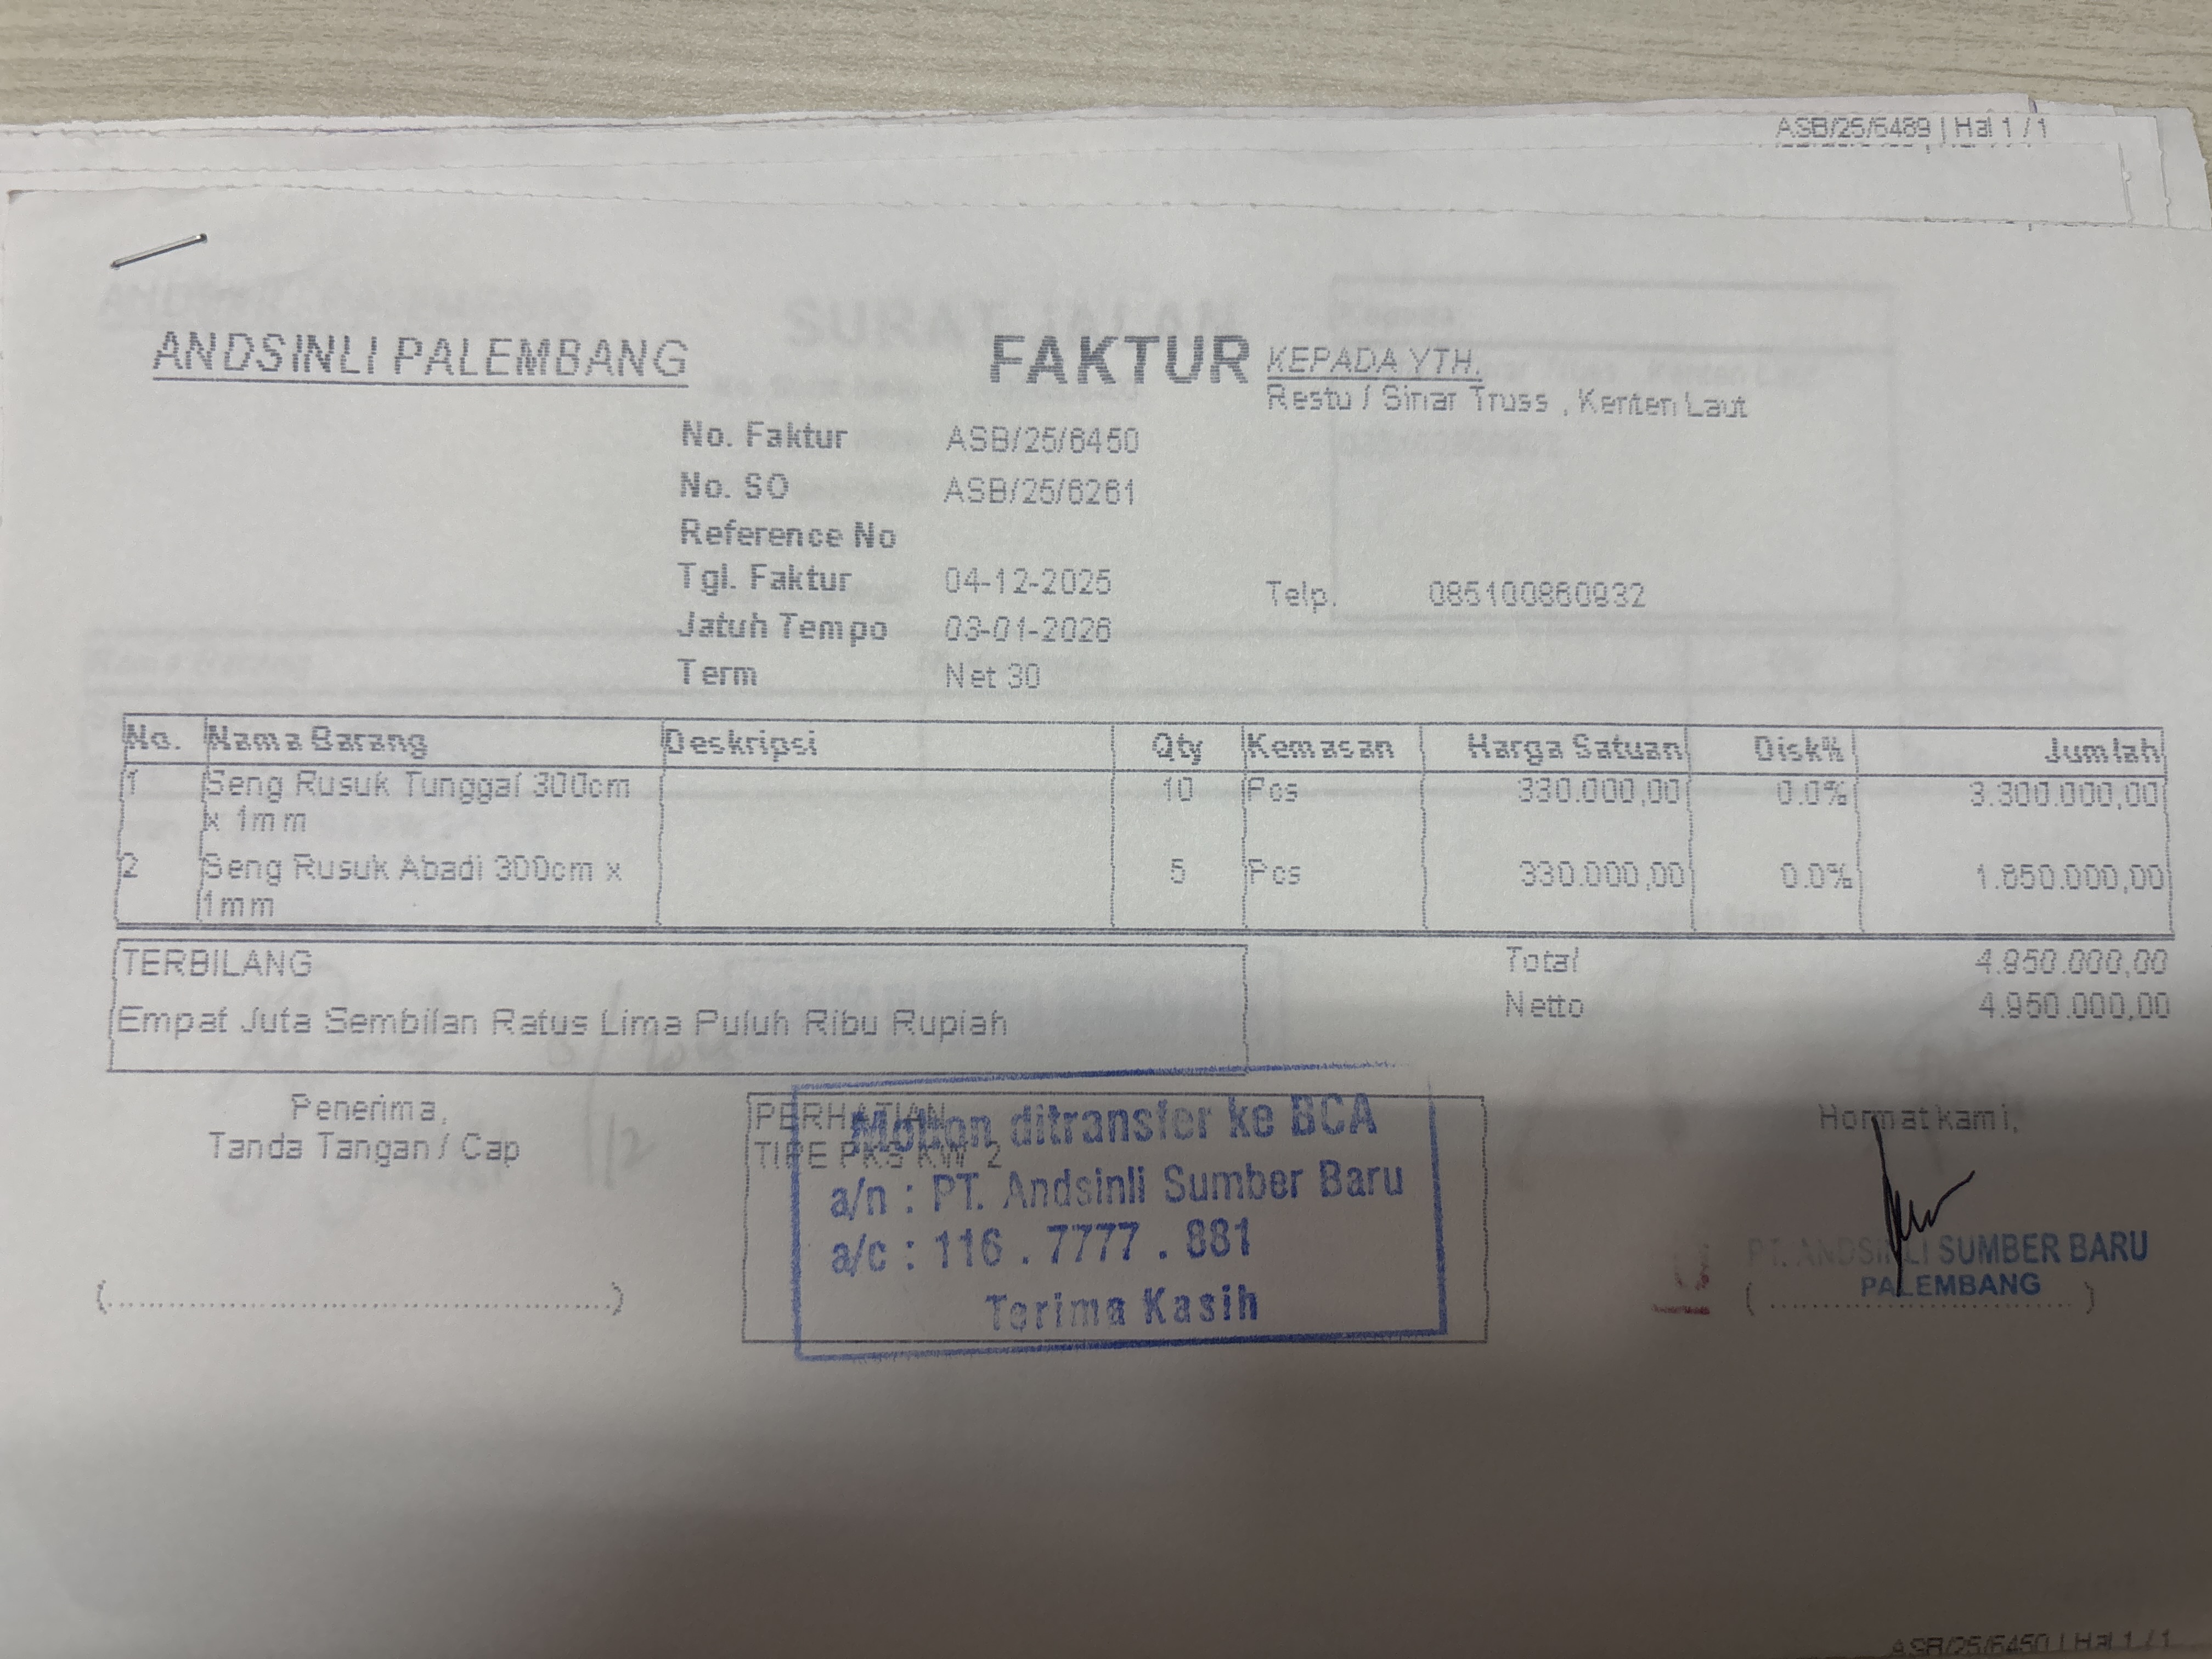 ASB/25/6489 | Hal 1 / 1
ANDSINLI PALEMBANG
FAKTUR
KEPADA YTH.
Restu / Sinar Truss , Kenten Laut
No. Faktur ASB/25/6450
No. SO ASB/25/6261
Reference No
Tgl. Faktur 04-12-2025
Telp. 085100860932
Jatuh Tempo 03-01-2026
Term Net 30
No. Nama Barang Deskripsi Qty Kemasan Harga Satuan Disk% Jumlah
1 Seng Rusuk Tunggal 300cm 10 Pcs 330.000,00 0.0% 3.300.000,00
x 1mm
2 Seng Rusuk Abadi 300cm x 5 Pcs 330.000,00 0.0% 1.650.000,00
1mm
TERBILANG
Empat Juta Sembilan Ratus Lima Puluh Ribu Rupiah
Total 4.950.000,00
Netto 4.950.000,00
Penerima,
Tanda Tangan / Cap
PERHATIAN
TIPE PKS KW 2
Mohon ditransfer ke BCA
a/n : PT. Andsinli Sumber Baru
a/c : 116 . 7777 . 881
Terima Kasih
Hormat kami,
PT. ANDSINLI SUMBER BARU
PALEMBANG
SURAT JALAN
ASB/25/6450 | Hal 1 / 1